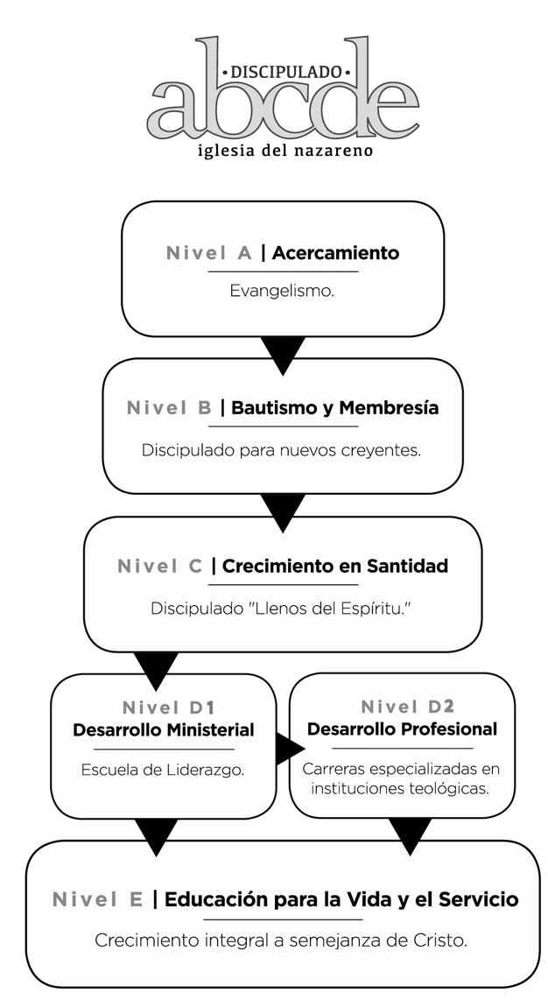 • DISCIPULADO •
abcde
iglesia del nazareno
Nivel A | Acercamiento
Evangelismo.
Nivel B | Bautismo y Membresía
Discipulado para nuevos creyentes.
Nivel C | Crecimiento en Santidad
Discipulado "Llenos del Espíritu."
Nivel D1
Desarrollo Ministerial
Escuela de Liderazgo.
Nivel D2
Desarrollo Profesional
Carreras especializadas en
instituciones teológicas.
Nivel E | Educación para la Vida y el Servicio
Crecimiento integral a semejanza de Cristo.